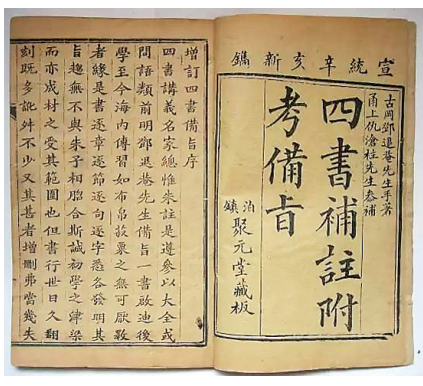 宣統辛亥新鐫
古岡鄧退菴先生手著
甬上仇滄柱先生參補
四書補註附
考備旨
泊鎮
聚元堂藏板
增訂四書備旨序
四書講義名家總惟朱註是遵參以大全或
問語類前明鄧退菴先生備旨一書啟迪後
學至今海內傳習如布帛菽粟之無可厭斁
者緣是書逐章逐節逐句逐字悉各發明其
旨趨無不與朱子相脗合斯誠初學之津梁
而亦成材之受其範圍也但書行世日久翻
刻既多訛舛不少又其甚者增刪弗當幾失